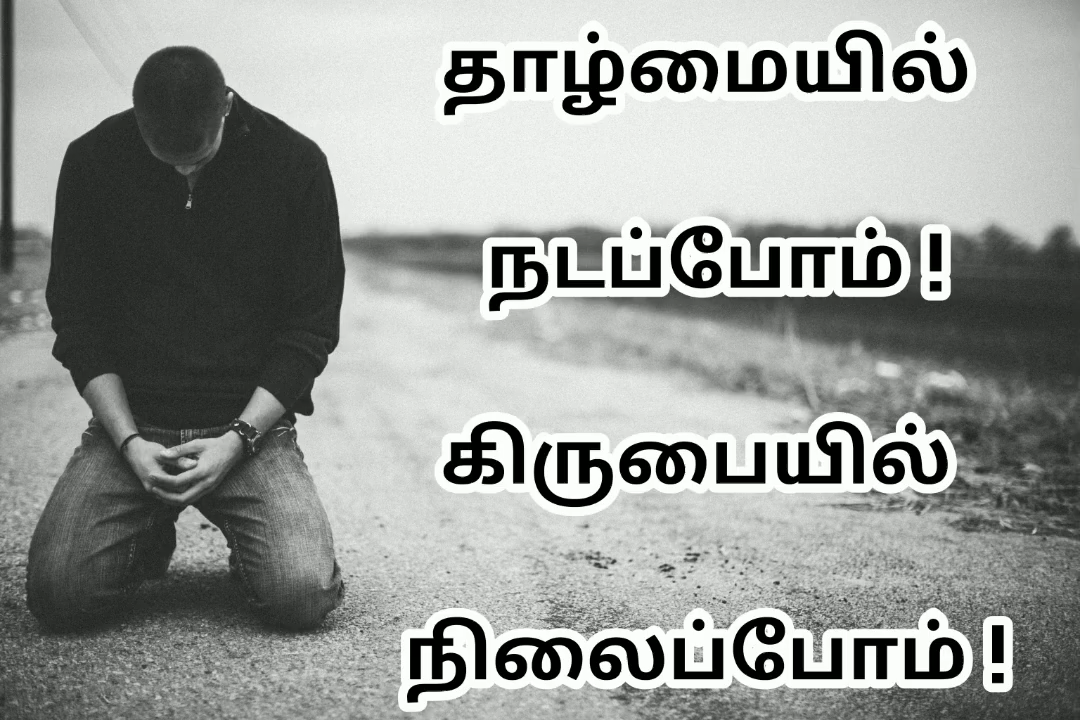 தாழ்மையில்
நடப்போம் !
கிருபையில்
நிலைப்போம் !